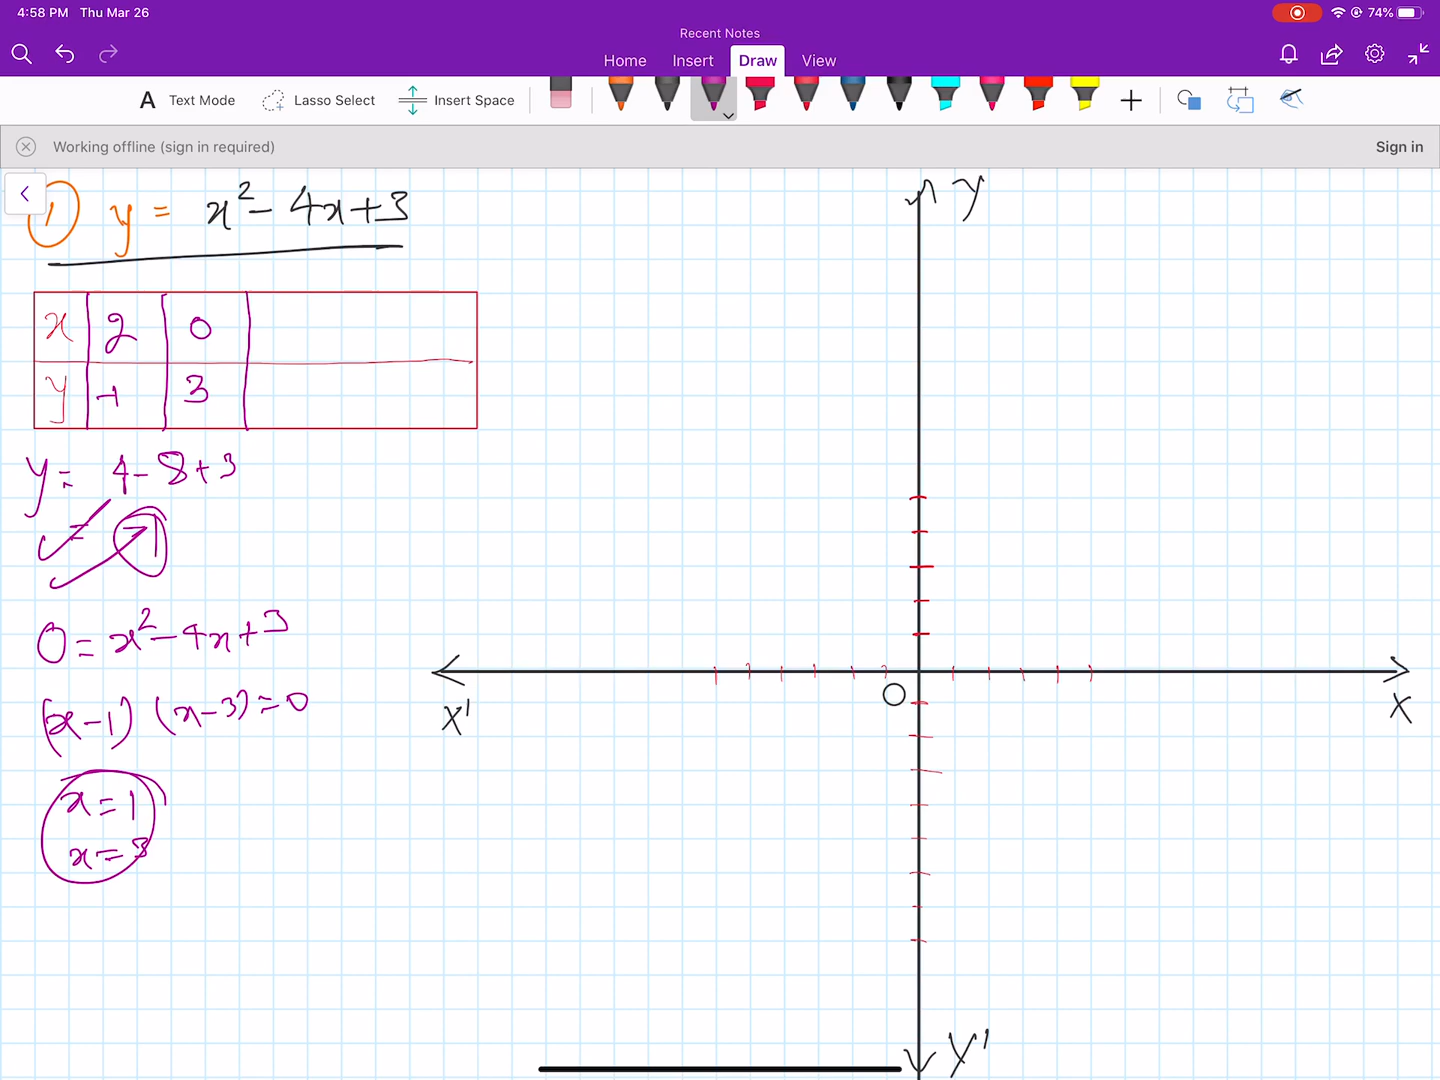 4:58 PM Thu Mar 26
74%
Recent Notes
Home Insert Draw View
A Text Mode Lasso Select Insert Space
Working offline (sign in required) Sign in
① y = x² - 4x + 3
x 2 0
y -1 3
y = 4 - 8 + 3
= -1
0 = x² - 4x + 3
(x - 1) (x - 3) = 0
x = 1
x = 3
y
O
X' X
y'